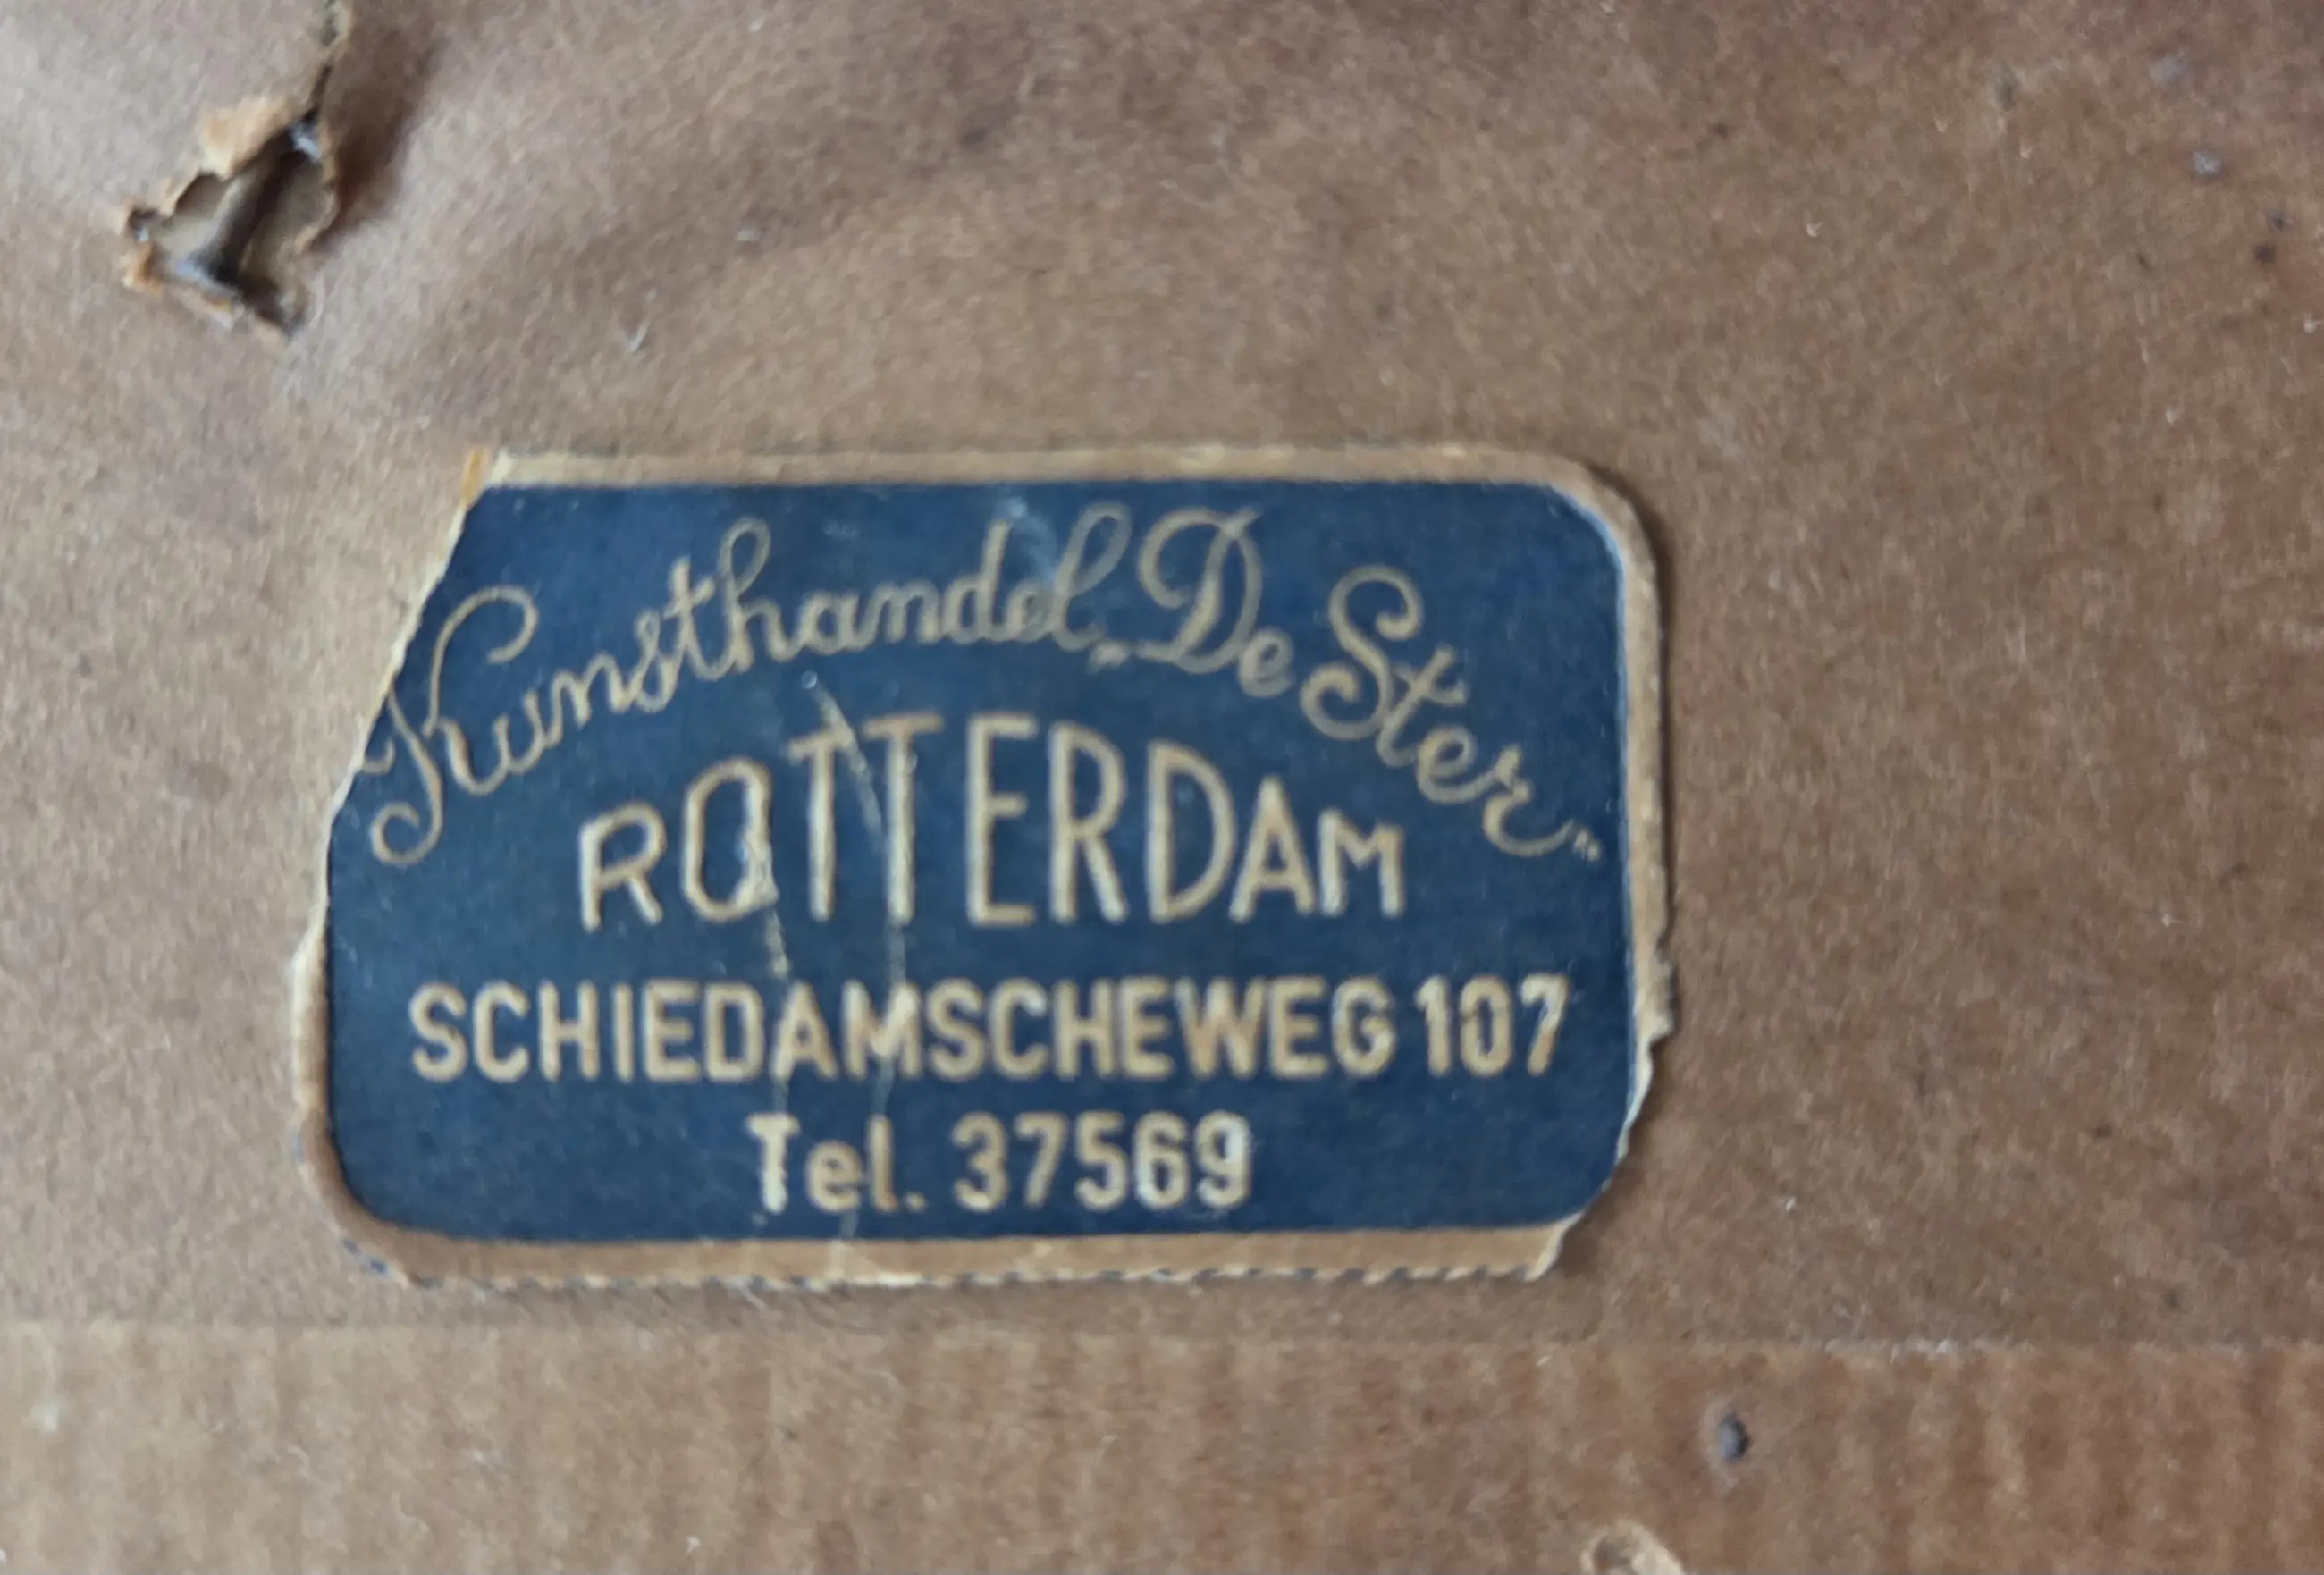 Kunsthandel „De Ster”
ROTTERDAM
SCHIEDAMSCHEWEG 107
Tel. 37569